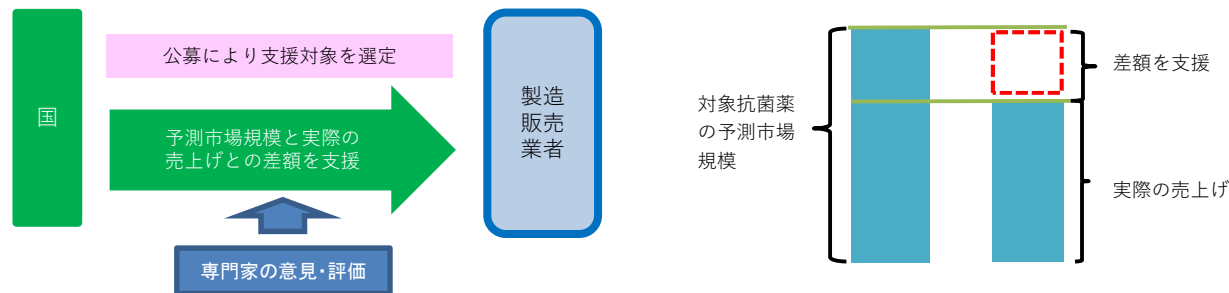 国
公募により支援対象を選定
予測市場規模と実際の
売上げとの差額を支援
専門家の意見・評価
製造
販売
業者
対象抗菌薬
の予測市場
規模
差額を支援
実際の売上げ